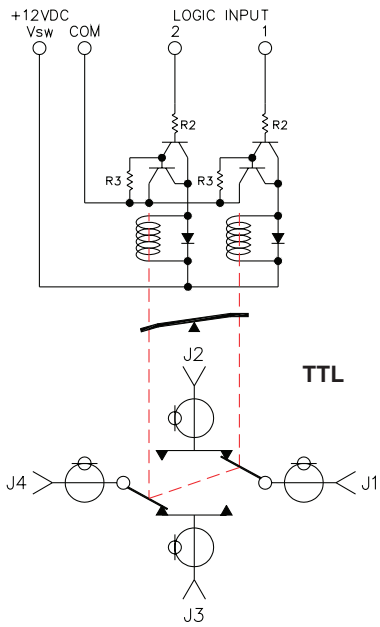 +12VDC
Vsw COM
LOGIC INPUT
2 1
R2 R2
R3 R3
J2
TTL
J4 J1
J3